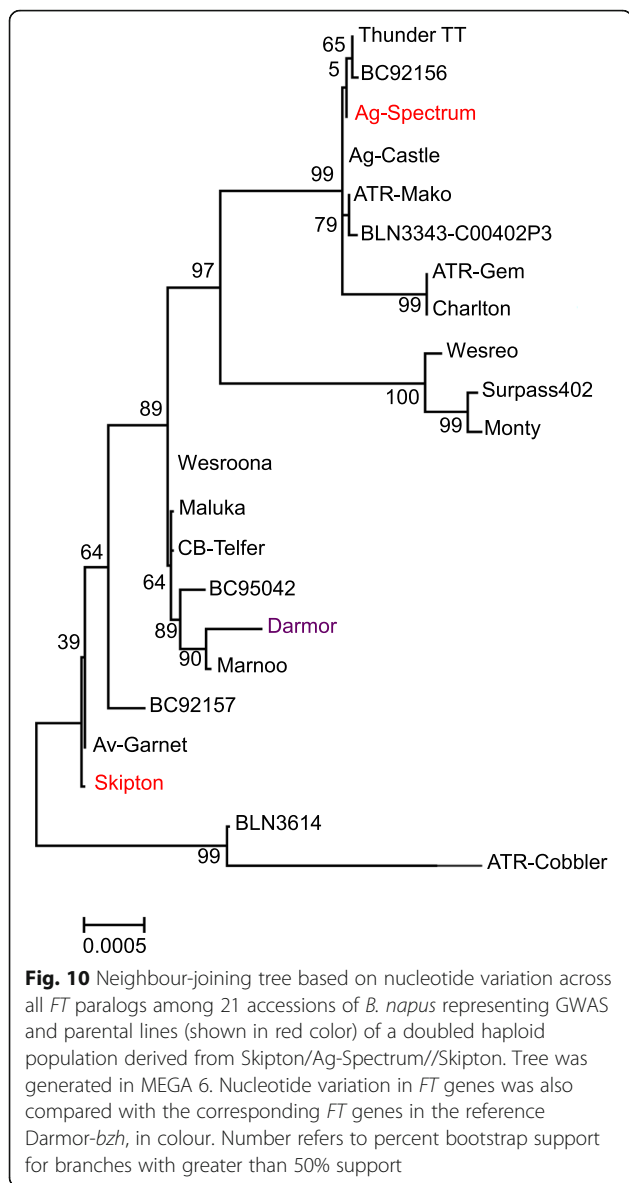 Thunder TT
65
5
BC92156
Ag-Spectrum
Ag-Castle
99
ATR-Mako
79
BLN3343-C00402P3
ATR-Gem
99
Charlton
97
Wesreo
100
Surpass402
99
Monty
89
Wesroona
Maluka
CB-Telfer
64
64
BC95042
89
Darmor
90
Marnoo
39
BC92157
Av-Garnet
Skipton
BLN3614
99
ATR-Cobbler
0.0005
Fig. 10 Neighbour-joining tree based on nucleotide variation across
all FT paralogs among 21 accessions of B. napus representing GWAS
and parental lines (shown in red color) of a doubled haploid
population derived from Skipton/Ag-Spectrum//Skipton. Tree was
generated in MEGA 6. Nucleotide variation in FT genes was also
compared with the corresponding FT genes in the reference
Darmor-bzh, in colour. Number refers to percent bootstrap support
for branches with greater than 50% support